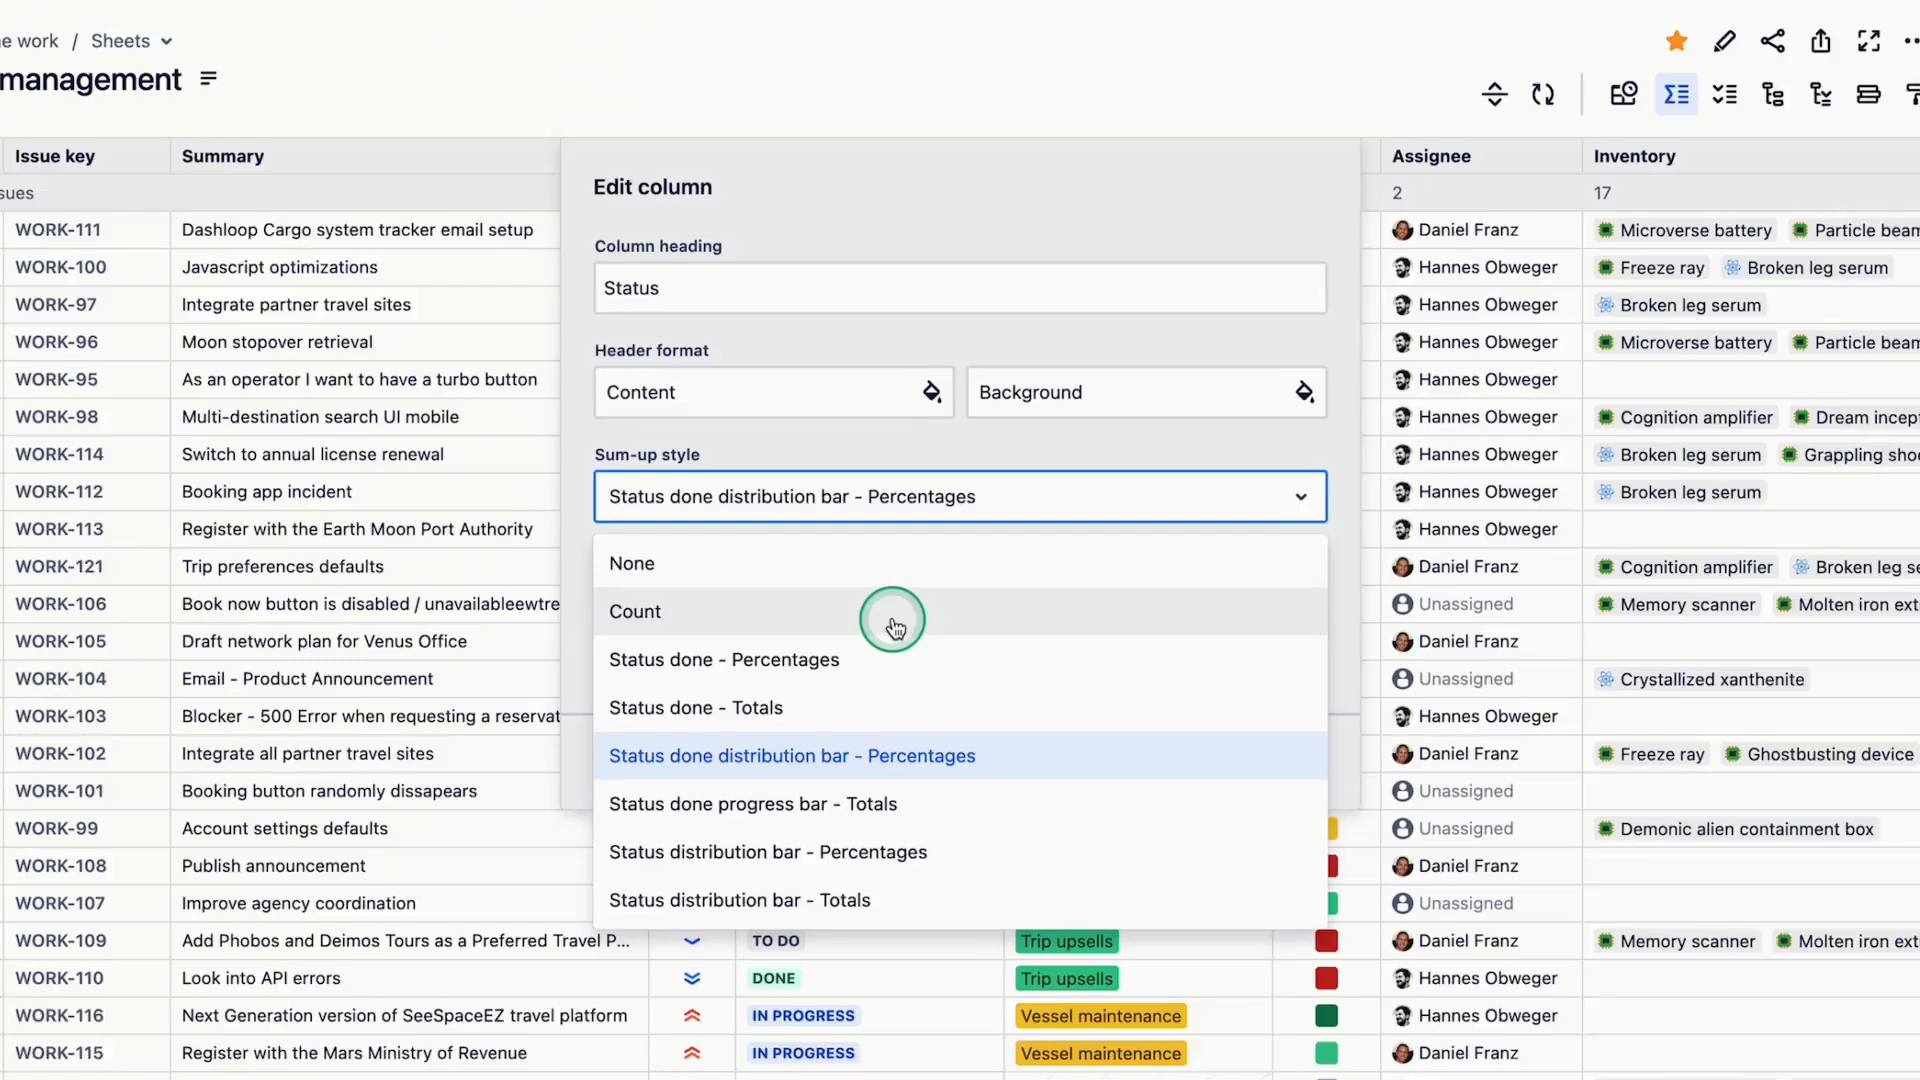 e work / Sheets
management
Issue key Summary Assignee Inventory
sues 2 17
Edit column
Column heading
Status
Header format
Content Background
Sum-up style
Status done distribution bar - Percentages
None
Count
Status done - Percentages
Status done - Totals
Status done distribution bar - Percentages
Status done progress bar - Totals
Status distribution bar - Percentages
Status distribution bar - Totals
WORK-111 Dashloop Cargo system tracker email setup Daniel Franz Microverse battery Particle beam
WORK-100 Javascript optimizations Hannes Obweger Freeze ray Broken leg serum
WORK-97 Integrate partner travel sites Hannes Obweger Broken leg serum
WORK-96 Moon stopover retrieval Hannes Obweger Microverse battery Particle beam
WORK-95 As an operator I want to have a turbo button Hannes Obweger
WORK-98 Multi-destination search UI mobile Hannes Obweger Cognition amplifier Dream incept
WORK-114 Switch to annual license renewal Hannes Obweger Broken leg serum Grappling shoe
WORK-112 Booking app incident Hannes Obweger Broken leg serum
WORK-113 Register with the Earth Moon Port Authority Hannes Obweger
WORK-121 Trip preferences defaults Daniel Franz Cognition amplifier Broken leg se
WORK-106 Book now button is disabled / unavailableewtre Unassigned Memory scanner Molten iron ext
WORK-105 Draft network plan for Venus Office Daniel Franz
WORK-104 Email - Product Announcement Unassigned Crystallized xanthenite
WORK-103 Blocker - 500 Error when requesting a reservat Hannes Obweger
WORK-102 Integrate all partner travel sites Daniel Franz Freeze ray Ghostbusting device
WORK-101 Booking button randomly dissapears Unassigned
WORK-99 Account settings defaults Unassigned Demonic alien containment box
WORK-108 Publish announcement Daniel Franz
WORK-107 Improve agency coordination Unassigned
WORK-109 Add Phobos and Deimos Tours as a Preferred Travel P... TO DO Trip upsells Daniel Franz Memory scanner Molten iron ext
WORK-110 Look into API errors DONE Trip upsells Hannes Obweger
WORK-116 Next Generation version of SeeSpaceEZ travel platform IN PROGRESS Vessel maintenance Hannes Obweger
WORK-115 Register with the Mars Ministry of Revenue IN PROGRESS Vessel maintenance Daniel Franz